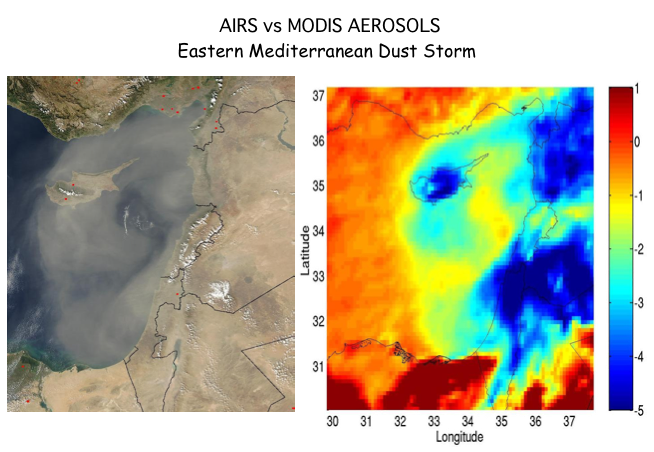 AIRS vs MODIS AEROSOLS
Eastern Mediterranean Dust Storm
37
36
35
34
33
32
31
Latitude
30 31 32 33 34 35 36 37
Longitude
1
0
-1
-2
-3
-4
-5